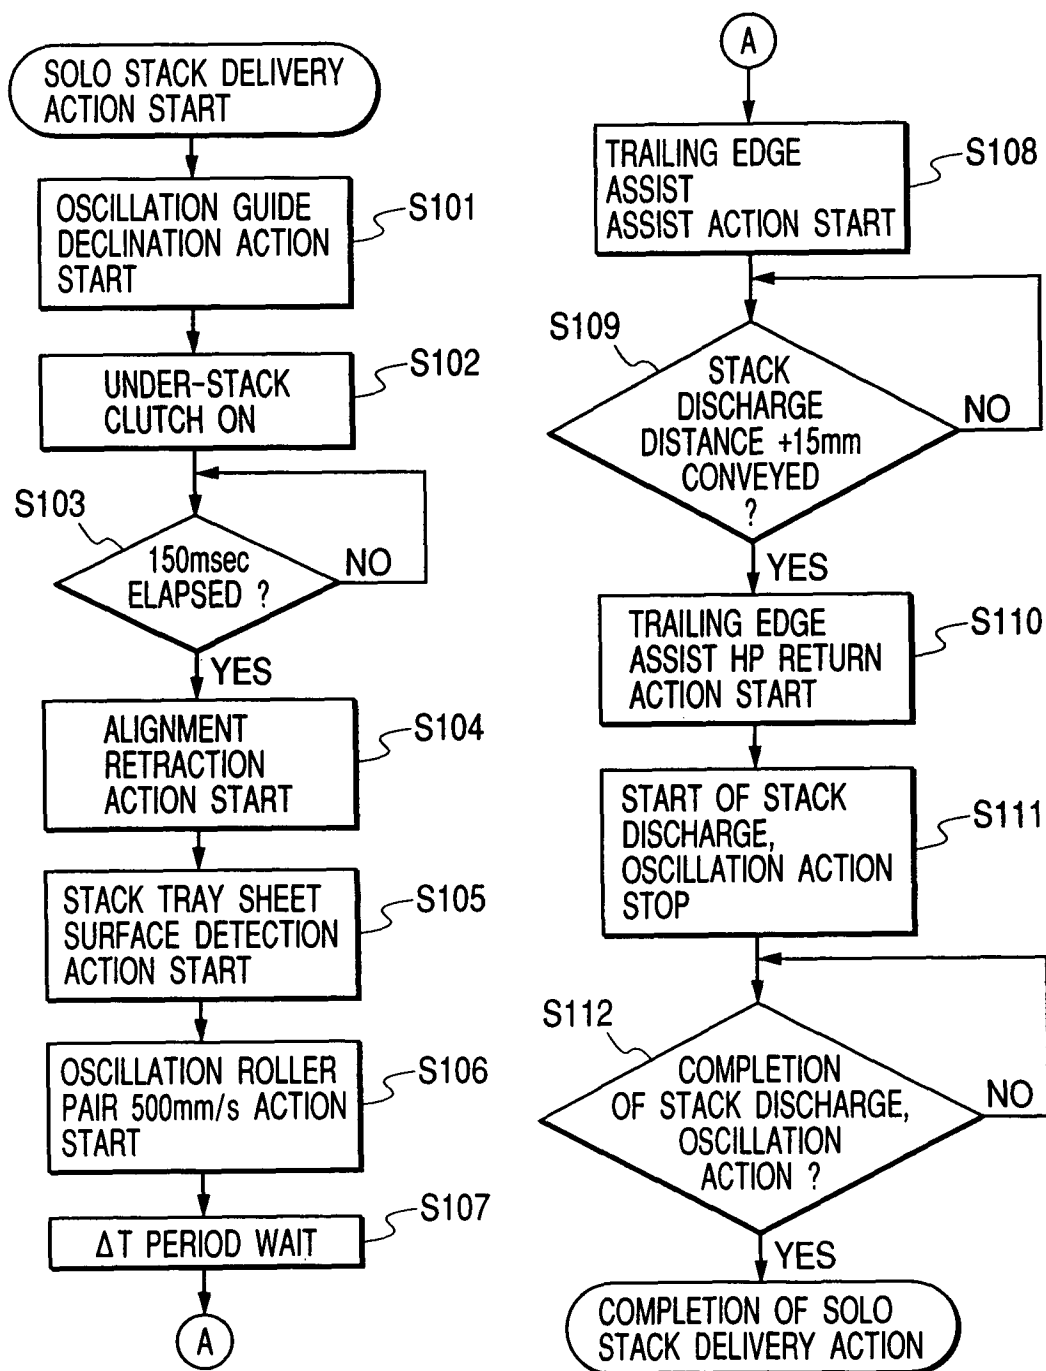 SOLO STACK DELIVERY
ACTION START
OSCILLATION GUIDE
DECLINATION ACTION
START
S101
UNDER-STACK
CLUTCH ON
S102
S103
150msec
ELAPSED ?
NO
YES
ALIGNMENT
RETRACTION
ACTION START
S104
STACK TRAY SHEET
SURFACE DETECTION
ACTION START
S105
OSCILLATION ROLLER
PAIR 500mm/s ACTION
START
S106
ΔT PERIOD WAIT
S107
A
A
TRAILING EDGE
ASSIST
ASSIST ACTION START
S108
S109
STACK
DISCHARGE
DISTANCE +15mm
CONVEYED
?
NO
YES
TRAILING EDGE
ASSIST HP RETURN
ACTION START
S110
START OF STACK
DISCHARGE,
OSCILLATION ACTION
STOP
S111
S112
COMPLETION
OF STACK DISCHARGE,
OSCILLATION
ACTION ?
NO
YES
COMPLETION OF SOLO
STACK DELIVERY ACTION